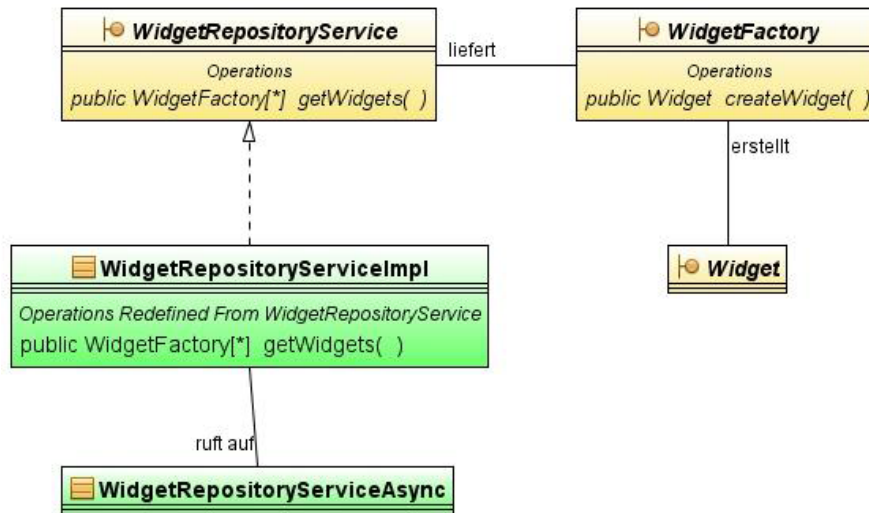 WidgetRepositoryService
Operations
public WidgetFactory[*] getWidgets( )
liefert
WidgetFactory
Operations
public Widget createWidget( )
erstellt
Widget
WidgetRepositoryServiceImpl
Operations Redefined From WidgetRepositoryService
public WidgetFactory[*] getWidgets( )
ruft auf
WidgetRepositoryServiceAsync